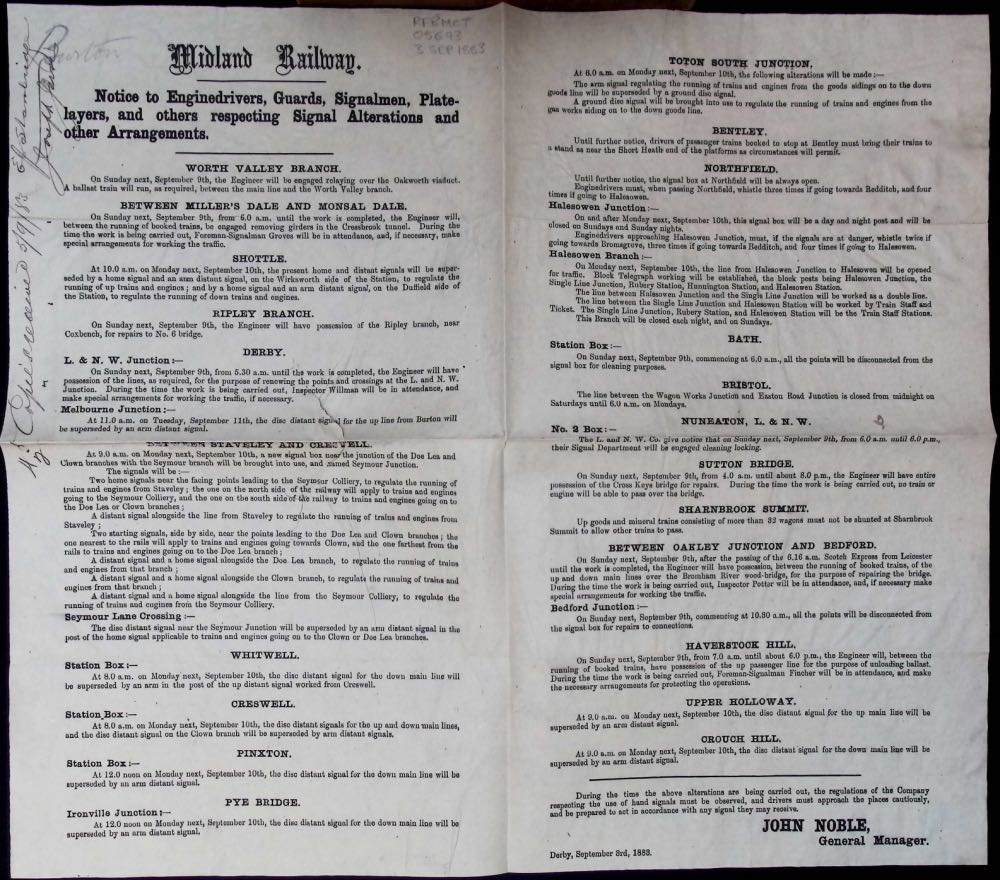 RFBMCT
05693
3 SEP 1883
Midland Railway.
Notice to Enginedrivers, Guards, Signalmen, Plate-
layers, and others respecting Signal Alterations and
other Arrangements.
WORTH VALLEY BRANCH.
On Sunday next, September 9th, the Engineer will be engaged relaying over the Oakworth viaduct.
A ballast train will run, as required, between the main line and the Worth Valley branch.
BETWEEN MILLER'S DALE AND MONSAL DALE.
On Sunday next, September 9th, from 6.0 a.m. until the work is completed, the Engineer will,
between the running of booked trains, be engaged removing girders in the Cressbrook tunnel. During the
time the work is being carried out, Foreman-Signalman Groves will be in attendance, and, if necessary, make
special arrangements for working the traffic.
SHOTTLE.
At 10.0 a.m. on Monday next, September 10th, the present home and distant signals will be super-
seded by a home signal and an arm distant signal, on the Wirksworth side of the Station, to regulate the
running of up trains and engines; and by a home signal and an arm distant signal, on the Duffield side of
the Station, to regulate the running of down trains and engines.
RIPLEY BRANCH.
On Sunday next, September 9th, the Engineer will have possession of the Ripley branch, near
Coxbench, for repairs to No. 6 bridge.
DERBY.
L. & N. W. Junction:—
On Sunday next, September 9th, from 5.30 a.m. until the work is completed, the Engineer will have
possession of the lines, as required, for the purpose of renewing the points and crossings at the L. and N. W.
Junction. During the time the work is being carried out, Inspector Willman will be in attendance, and
make special arrangements for working the traffic, if necessary.
Melbourne Junction:—
At 11.0 a.m. on Tuesday, September 11th, the disc distant signal for the up line from Burton will
be superseded by an arm distant signal.
BETWEEN STAVELEY AND CRESWELL.
At 9.0 a.m. on Monday next, September 10th, a new signal box near the junction of the Doe Lea and
Clown branches with the Seymour branch will be brought into use, and named Seymour Junction.
The signals will be:—
Two home signals near the facing points leading to the Seymour Colliery, to regulate the running of
trains and engines from Staveley; the one on the north side of the railway will apply to trains and engines
going to the Seymour Colliery, and the one on the south side of the railway to trains and engines going on to
the Doe Lea or Clown branches;
A distant signal alongside the line from Staveley to regulate the running of trains and engines from
Staveley;
Two starting signals, side by side, near the points leading to the Doe Lea and Clown branches; the
one nearest to the rails will apply to trains and engines going towards Clown, and the one farthest from the
rails to trains and engines going on to the Doe Lea branch;
A distant signal and a home signal alongside the Doe Lea branch, to regulate the running of trains
and engines from that branch;
A distant signal and a home signal alongside the Clown branch, to regulate the running of trains and
engines from that branch;
A distant signal and a home signal alongside the line from the Seymour Colliery, to regulate the
running of trains and engines from the Seymour Colliery.
Seymour Lane Crossing:—
The disc distant signal near the Seymour Junction will be superseded by an arm distant signal in the
post of the home signal applicable to trains and engines going on to the Clown or Doe Lea branches.
WHITWELL.
Station Box:—
At 8.0 a.m. on Monday next, September 10th, the disc distant signal for the down main line will
be superseded by an arm in the post of the up distant signal worked from Creswell.
CRESWELL.
Station Box:—
At 8.0 a.m. on Monday next, September 10th, the disc distant signals for the up and down main lines,
and the disc distant signal on the Clown branch will be superseded by arm distant signals.
PINXTON.
Station Box:—
At 12.0 noon on Monday next, September 10th, the disc distant signal for the down main line will be
superseded by an arm distant signal.
PYE BRIDGE.
Ironville Junction:—
At 12.0 noon on Monday next, September 10th, the disc distant signal for the down main line will be
superseded by an arm distant signal.
TOTON SOUTH JUNCTION.
At 6.0 a.m. on Monday next, September 10th, the following alterations will be made:—
The arm signal regulating the running of trains and engines from the goods sidings on to the down
goods line will be superseded by a ground disc signal.
A ground disc signal will be brought into use to regulate the running of trains and engines from the
gas works siding on to the down goods line.
BENTLEY.
Until further notice, drivers of passenger trains booked to stop at Bentley must bring their trains to
a stand as near the Short Heath end of the platforms as circumstances will permit.
NORTHFIELD.
Until further notice, the signal box at Northfield will be always open.
Enginedrivers must, when passing Northfield, whistle three times if going towards Redditch, and four
times if going to Halesowen.
Halesowen Junction:—
On and after Monday next, September 10th, this signal box will be a day and night post and will be
closed on Sundays and Sunday nights.
Enginedrivers approaching Halesowen Junction, must, if the signals are at danger, whistle twice if
going towards Bromsgrove, three times if going towards Redditch, and four times if going to Halesowen.
Halesowen Branch:—
On Monday next, September 10th, the line from Halesowen Junction to Halesowen will be opened
for traffic. Block Telegraph working will be established, the block posts being Halesowen Junction, the
Single Line Junction, Rubery Station, Hunnington Station, and Halesowen Station.
The line between Halesowen Junction and the Single Line Junction will be worked as a double line.
The line between the Single Line Junction and Halesowen Station will be worked by Train Staff and
Ticket. The Single Line Junction, Rubery Station, and Halesowen Station will be the Train Staff Stations.
This Branch will be closed each night, and on Sundays.
BATH.
Station Box:—
On Sunday next, September 9th, commencing at 6.0 a.m., all the points will be disconnected from the
signal box for cleaning purposes.
BRISTOL.
The line between the Wagon Works Junction and Easton Road Junction is closed from midnight on
Saturdays until 6.0 a.m. on Mondays.
NUNEATON, L. & N. W.
No. 2 Box:—
The L. and N. W. Co. give notice that on Sunday next, September 9th, from 6.0 a.m. until 6.0 p.m.,
their Signal Department will be engaged cleaning locking.
SUTTON BRIDGE.
On Sunday next, September 9th, from 4.0 a.m. until about 8.0 p.m., the Engineer will have entire
possession of the Cross Keys bridge for repairs. During the time the work is being carried out, no train or
engine will be able to pass over the bridge.
SHARNBROOK SUMMIT.
Up goods and mineral trains consisting of more than 32 wagons must not be shunted at Sharnbrook
Summit to allow other trains to pass.
BETWEEN OAKLEY JUNCTION AND BEDFORD.
On Sunday next, September 9th, after the passing of the 6.16 a.m. Scotch Express from Leicester
until the work is completed, the Engineer will have possession, between the running of booked trains, of the
up and down main lines over the Bromham River wood-bridge, for the purpose of repairing the bridge.
During the time the work is being carried out, Inspector Potter will be in attendance, and, if necessary make
special arrangements for working the traffic.
Bedford Junction:—
On Sunday next, September 9th, commencing at 10.30 a.m., all the points will be disconnected from
the signal box for repairs to connections.
HAVERSTOCK HILL.
On Sunday next, September 9th, from 7.0 a.m. until about 6.0 p.m., the Engineer will, between the
running of booked trains, have possession of the up passenger line for the purpose of unloading ballast.
During the time the work is being carried out, Foreman-Signalman Fincher will be in attendance, and make
the necessary arrangements for protecting the operations.
UPPER HOLLOWAY.
At 9.0 a.m. on Monday next, September 10th, the disc distant signal for the up main line will be
superseded by an arm distant signal.
CROUCH HILL.
At 9.0 a.m. on Monday next, September 10th, the disc distant signal for the down main line will be
superseded by an arm distant signal.
During the time the above alterations are being carried out, the regulations of the Company
respecting the use of hand signals must be observed, and drivers must approach the places cautiously,
and be prepared to act in accordance with any signal they may receive.
JOHN NOBLE,
General Manager.
Derby, September 3rd, 1883.